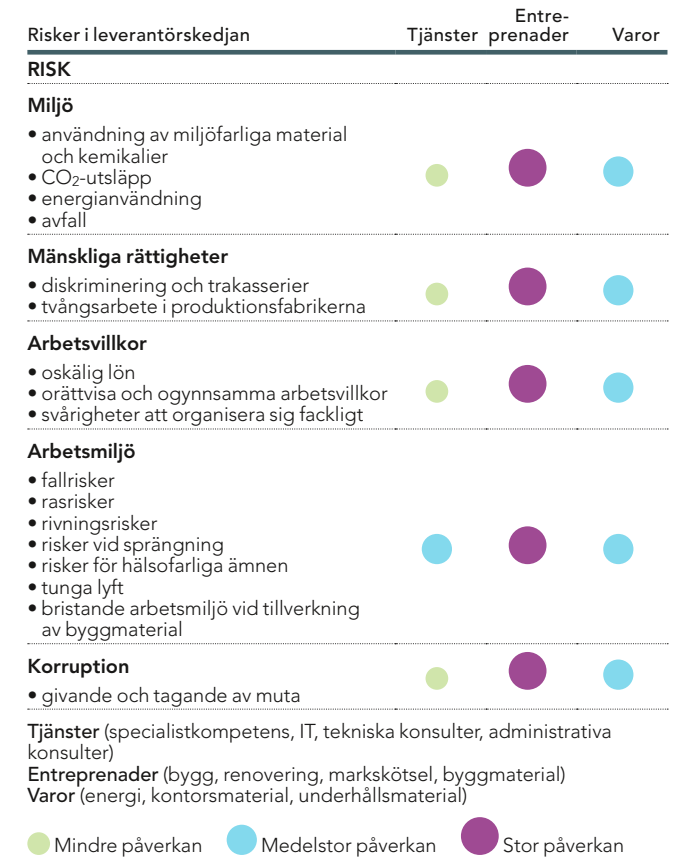 Risker i leverantörskedjan Tjänster Entre-
prenader Varor
RISK
Miljö
• användning av miljöfarliga material
och kemikalier
• CO2-utsläpp
• energianvändning
• avfall
Mänskliga rättigheter
• diskriminering och trakasserier
• tvångsarbete i produktionsfabrikerna
Arbetsvillkor
• oskälig lön
• orättvisa och ogynnsamma arbetsvillkor
• svårigheter att organisera sig fackligt
Arbetsmiljö
• fallrisker
• rasrisker
• rivningsrisker
• risker vid sprängning
• risker för hälsofarliga ämnen
• tunga lyft
• bristande arbetsmiljö vid tillverkning
av byggmaterial
Korruption
• givande och tagande av muta
Tjänster (specialistkompetens, IT, tekniska konsulter, administrativa
konsulter)
Entreprenader (bygg, renovering, markskötsel, byggmaterial)
Varor (energi, kontorsmaterial, underhållsmaterial)
Mindre påverkan Medelstor påverkan Stor påverkan